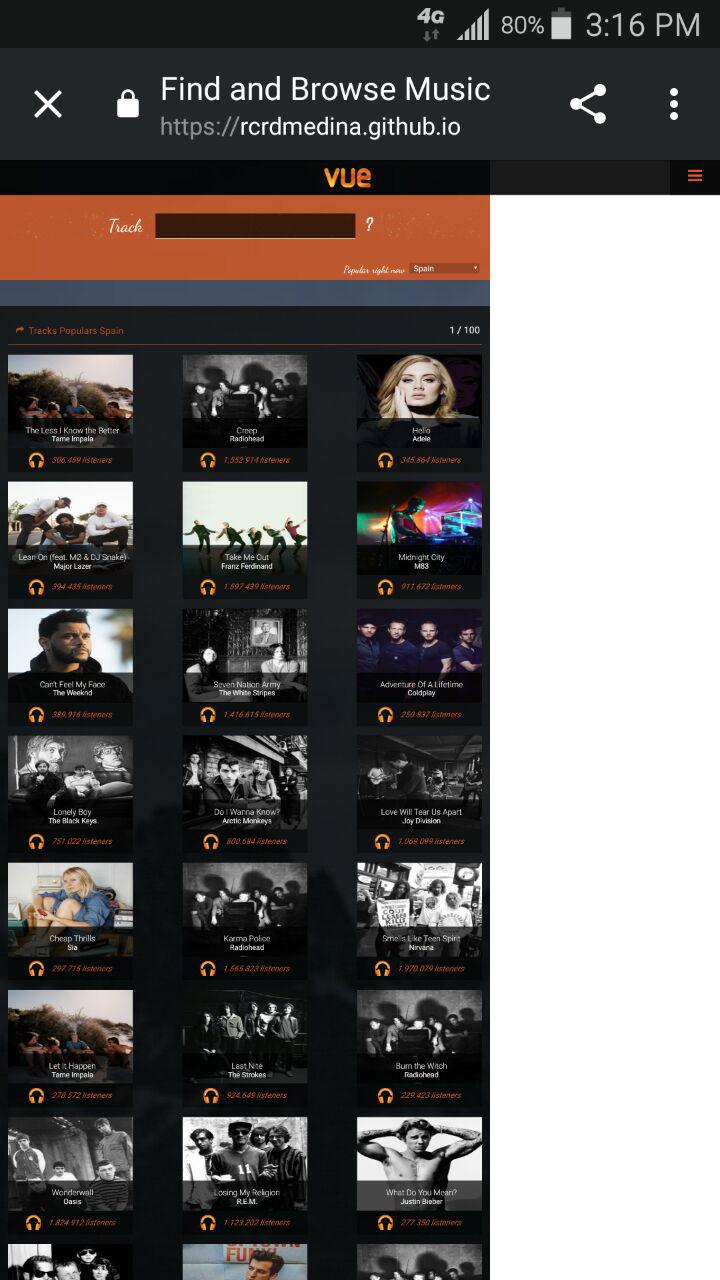 4G 80% 3:16 PM
Find and Browse Music
https://rcrdmedina.github.io
vue
Track ?
Popular right now Spain
Tracks Populars Spain 1 / 100
The Less I Know the Better
Tame Impala
306.459 listeners
Creep
Radiohead
1.552.914 listeners
Hello
Adele
345.864 listeners
Lean On (feat. MØ & DJ Snake)
Major Lazer
394.435 listeners
Take Me Out
Franz Ferdinand
1.597.439 listeners
Midnight City
M83
911.672 listeners
Can't Feel My Face
The Weeknd
389.916 listeners
Seven Nation Army
The White Stripes
1.416.615 listeners
Adventure Of A Lifetime
Coldplay
250.837 listeners
Lonely Boy
The Black Keys
751.022 listeners
Do I Wanna Know?
Arctic Monkeys
800.684 listeners
Love Will Tear Us Apart
Joy Division
1.069.099 listeners
Cheap Thrills
Sia
297.715 listeners
Karma Police
Radiohead
1.565.823 listeners
Smells Like Teen Spirit
Nirvana
1.970.079 listeners
Let It Happen
Tame Impala
278.572 listeners
Last Nite
The Strokes
924.649 listeners
Burn the Witch
Radiohead
229.423 listeners
Wonderwall
Oasis
1.824.912 listeners
11
Losing My Religion
R.E.M.
1.123.202 listeners
What Do You Mean?
Justin Bieber
277.350 listeners